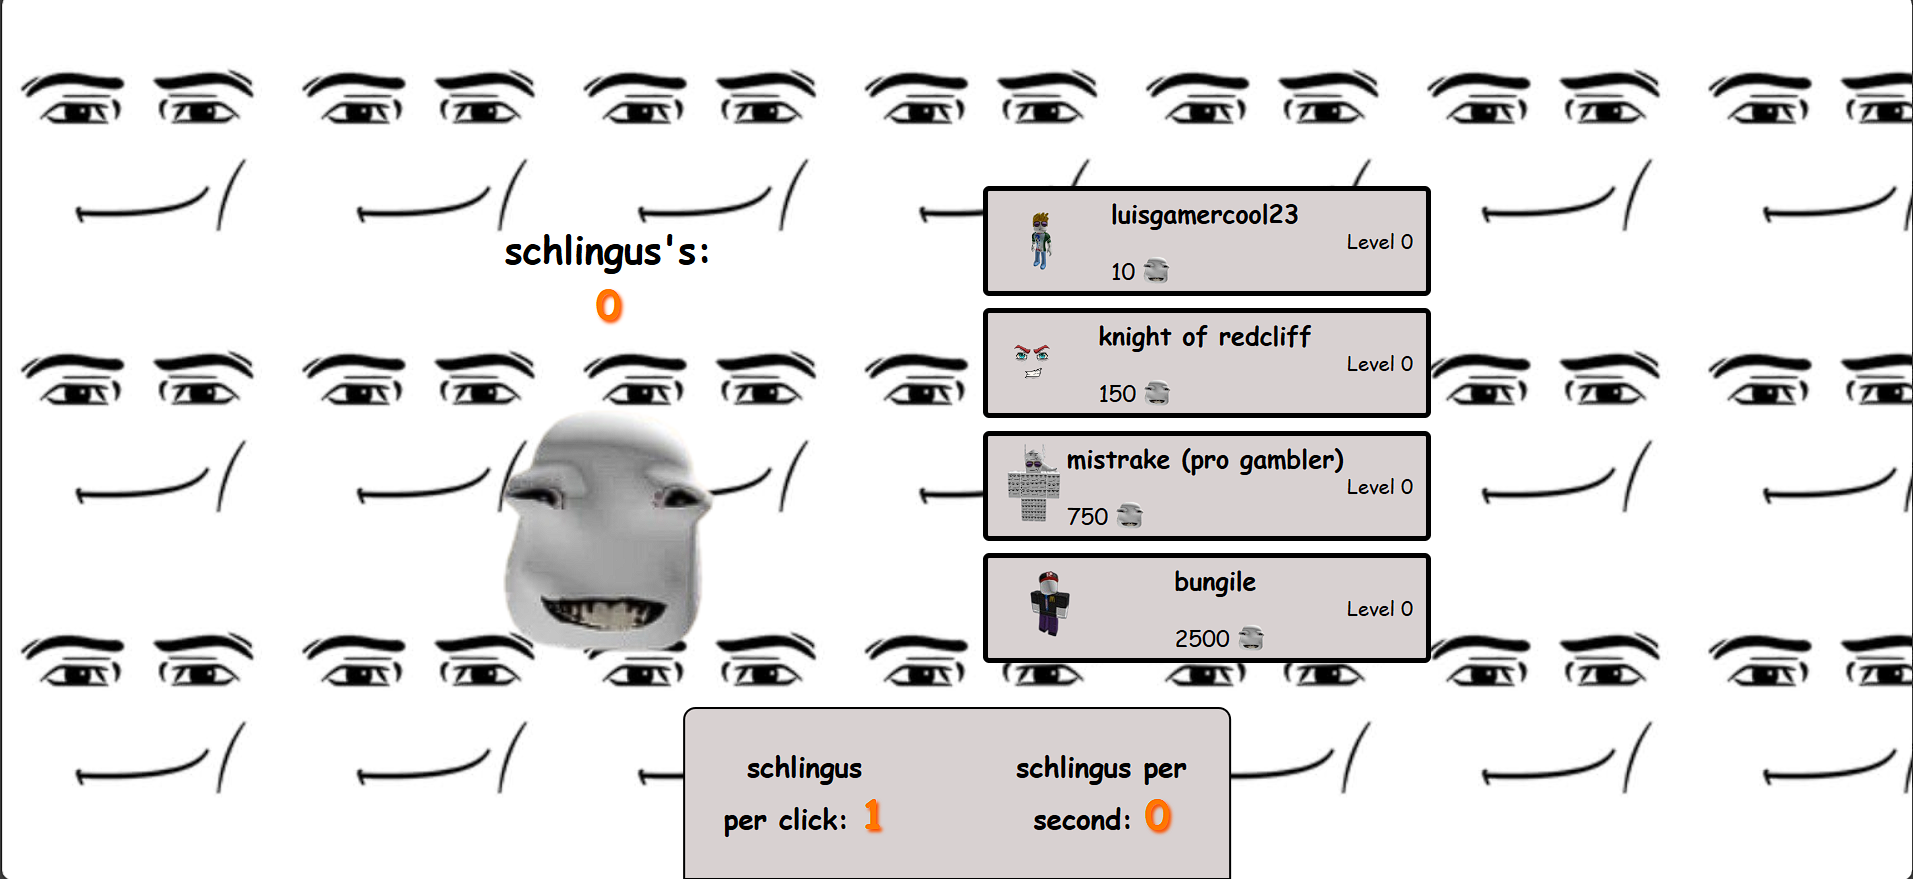 schlingus's:
0
luisgamercool23
Level 0
10
knight of redcliff
Level 0
150
mistrake (pro gambler)
Level 0
750
bungile
Level 0
2500
schlingus
per click: 1
schlingus per
second: 0